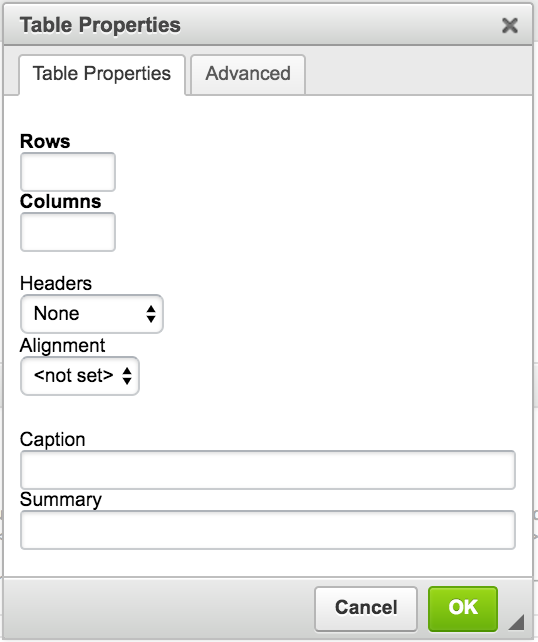 Table Properties
Table Properties Advanced
Rows
Columns
Headers
None
Alignment
<not set>
Caption
Summary
Cancel OK